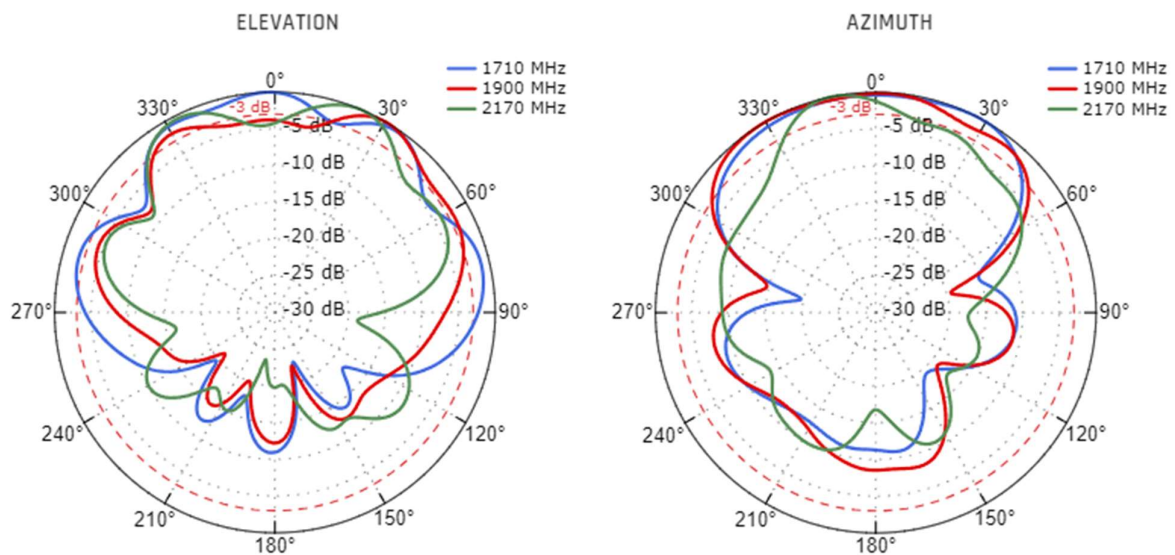 ELEVATION
1710 MHz
1900 MHz
2170 MHz
0°
30°
60°
90°
120°
150°
180°
210°
240°
270°
300°
330°
-3 dB
-5 dB
-10 dB
-15 dB
-20 dB
-25 dB
-30 dB
AZIMUTH
1710 MHz
1900 MHz
2170 MHz
0°
30°
60°
90°
120°
150°
180°
210°
240°
270°
300°
330°
-3 dB
-5 dB
-10 dB
-15 dB
-20 dB
-25 dB
-30 dB